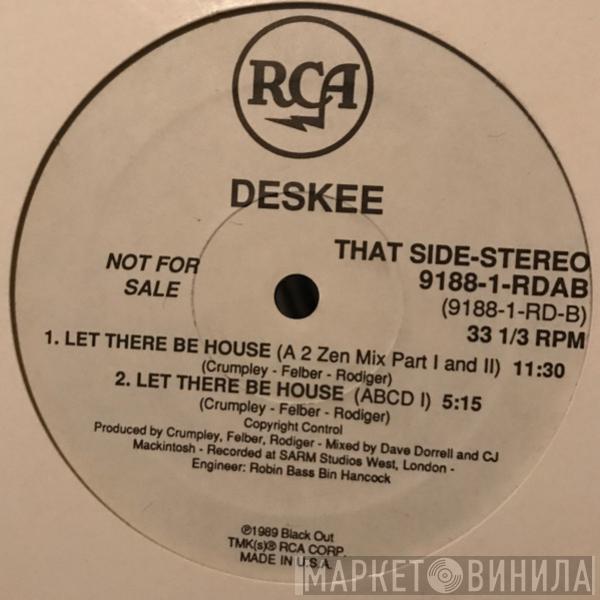 RCA
DESKEE
NOT FOR
SALE
THAT SIDE-STEREO
9188-1-RDAB
(9188-1-RD-B)
33 1/3 RPM
1. LET THERE BE HOUSE (A 2 Zen Mix Part I and II) 11:30
(Crumpley - Felber - Rodiger)
2. LET THERE BE HOUSE (ABCD I) 5:15
(Crumpley - Felber - Rodiger)
Copyright Control
Produced by Crumpley, Felber, Rodiger - Mixed by Dave Dorrell and CJ
Mackintosh - Recorded at SARM Studios West, London -
Engineer: Robin Bass Bin Hancock
℗1989 Black Out
TMK(s)® RCA CORP.
MADE IN U.S.A.
МАРКЕТ ВИНИЛА